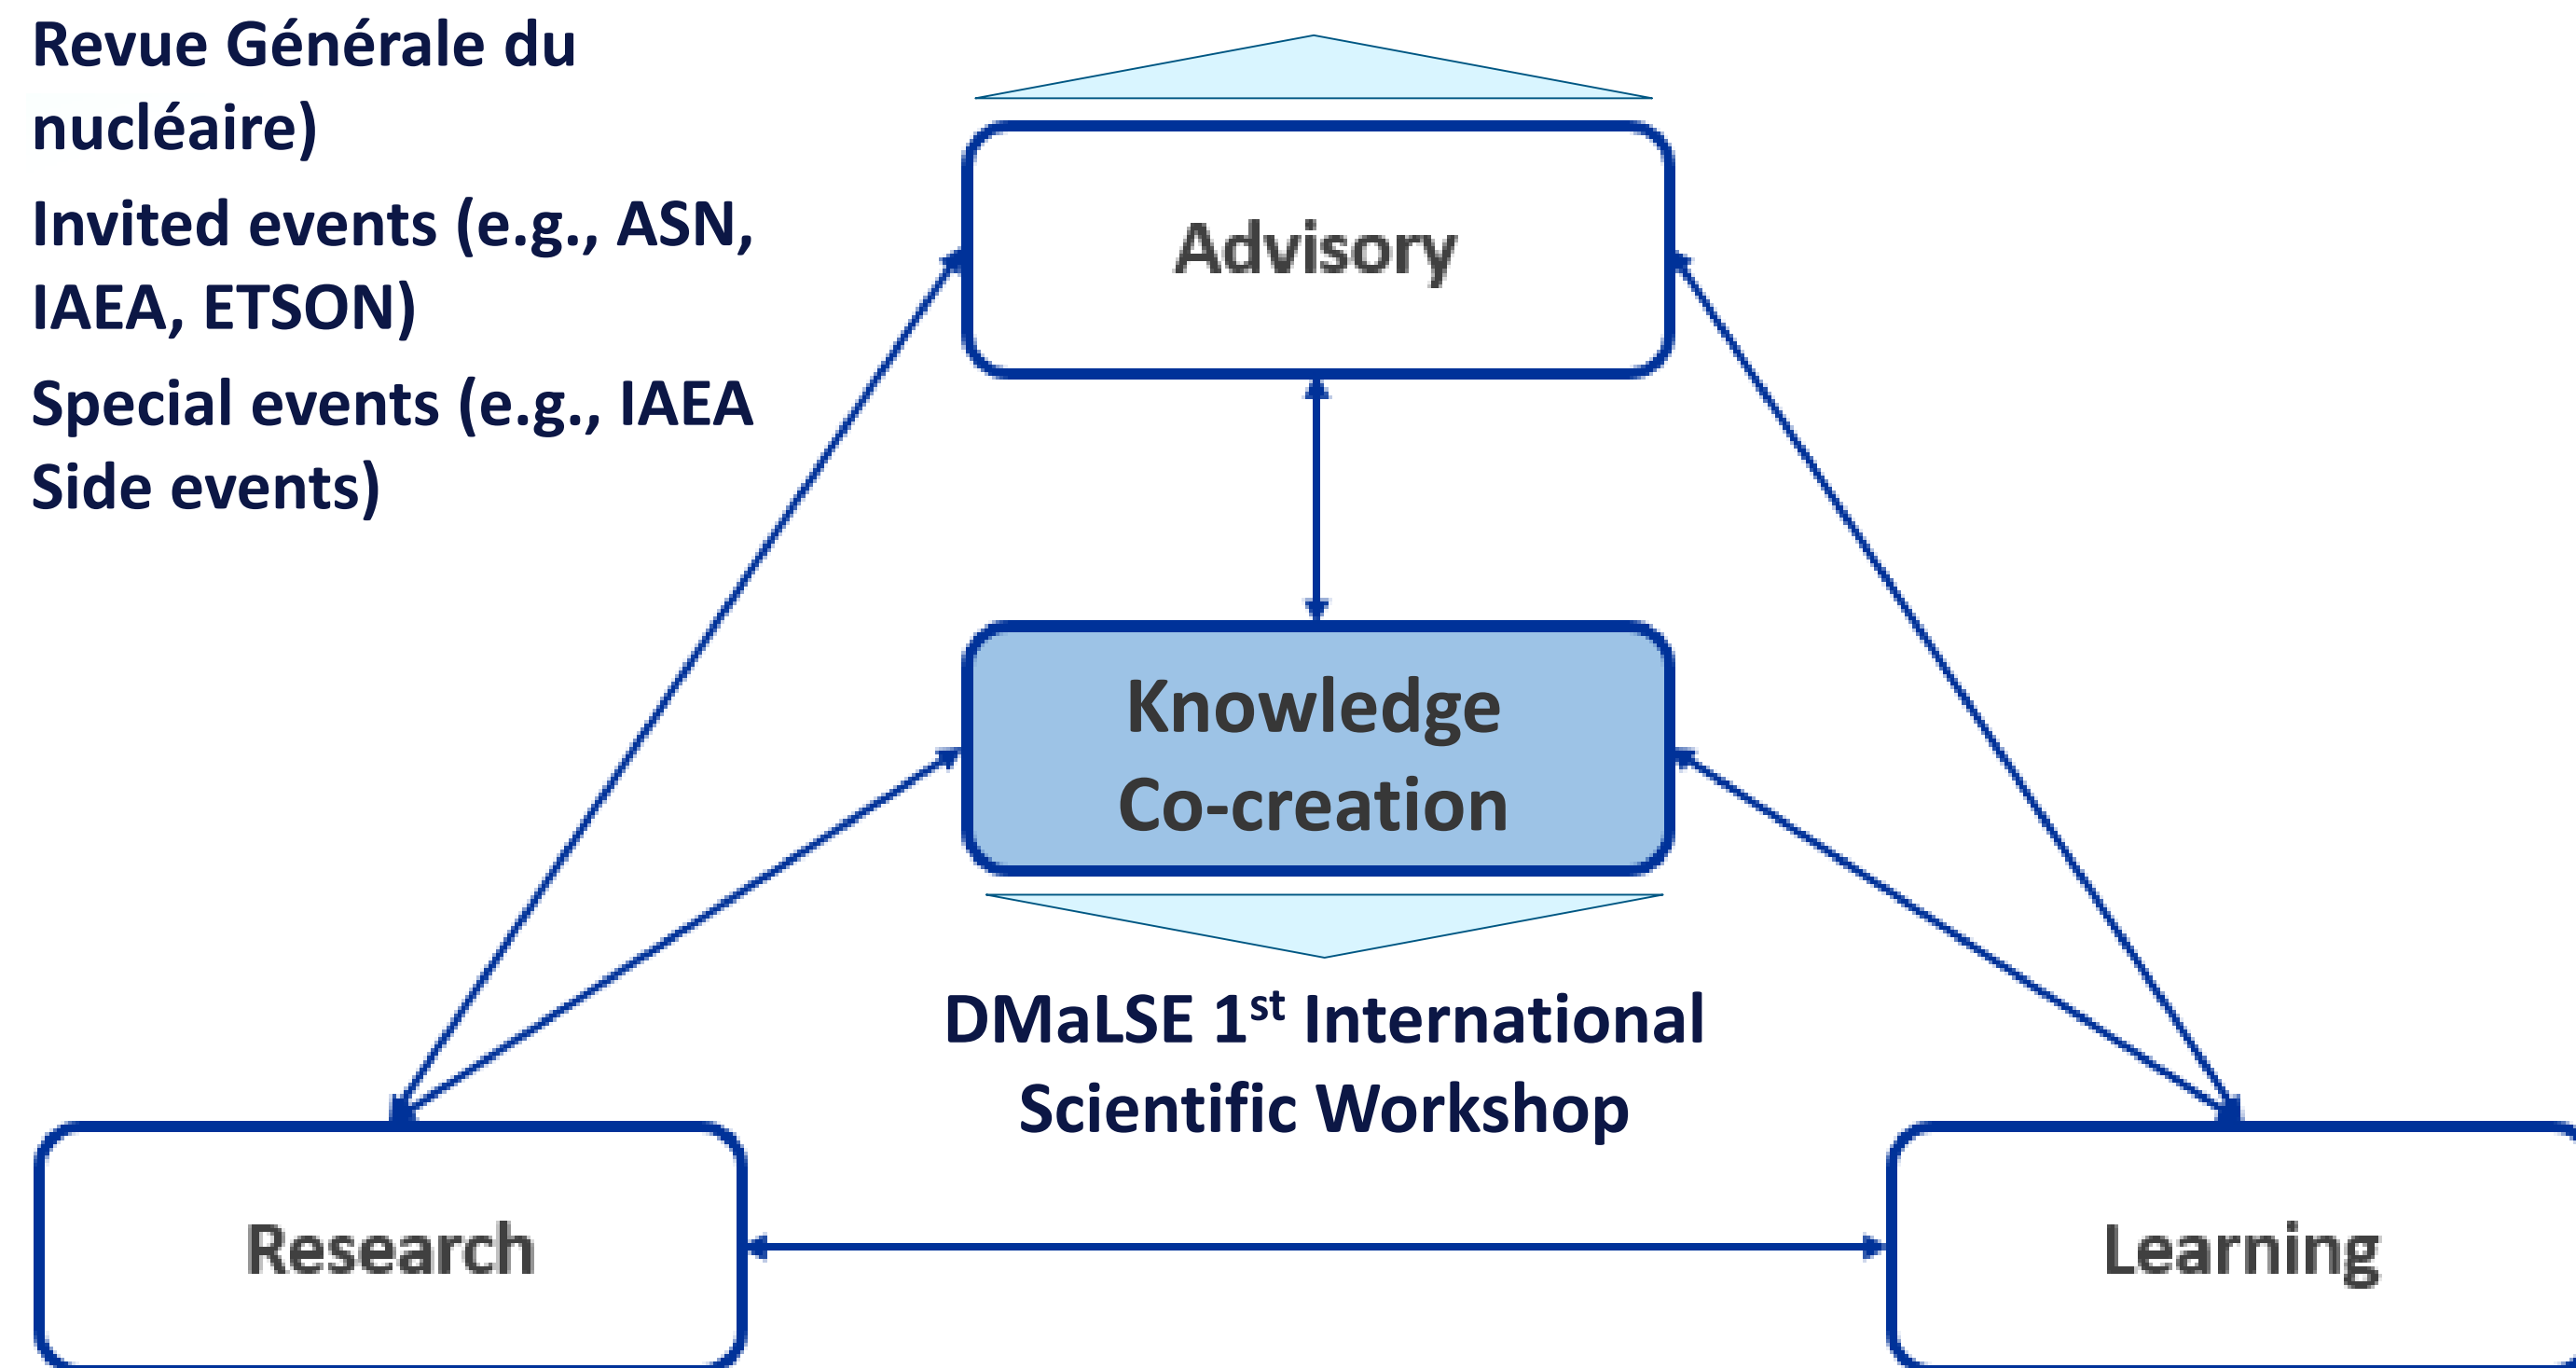 Revue Générale du
nucléaire)
Invited events (e.g., ASN,
IAEA, ETSON)
Special events (e.g., IAEA
Side events)
Advisory
Knowledge
Co-creation
DMaLSE 1st International
Scientific Workshop
Research
Learning